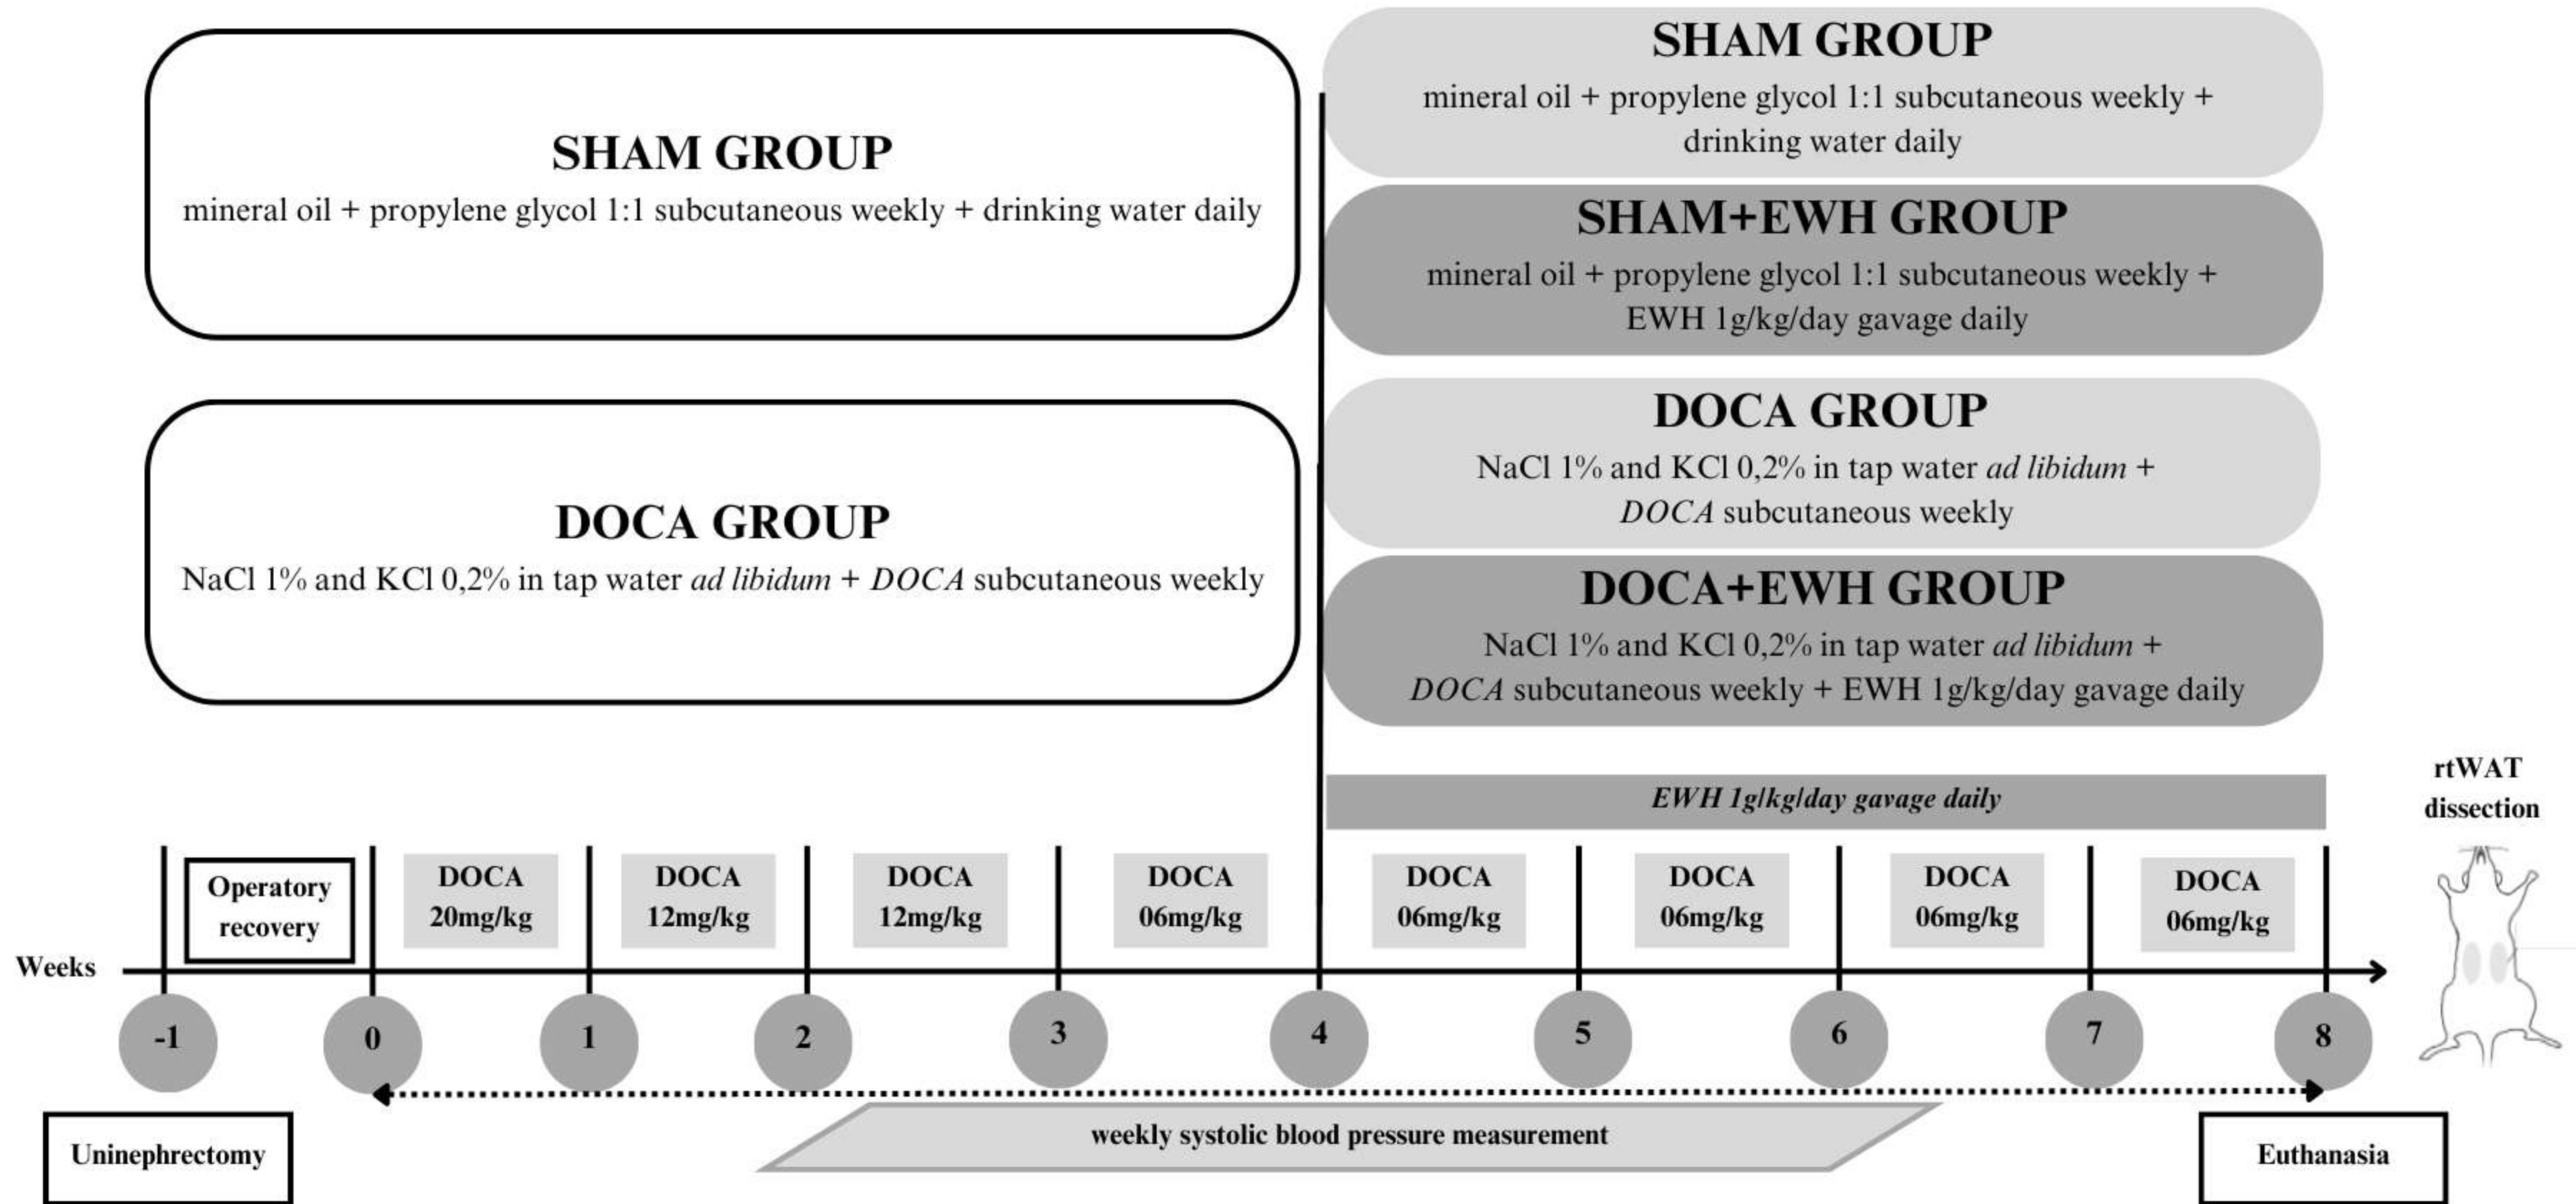 SHAM GROUP
mineral oil + propylene glycol 1:1 subcutaneous weekly + drinking water daily
DOCA GROUP
NaCl 1% and KCl 0,2% in tap water ad libidum + DOCA subcutaneous weekly
SHAM GROUP
mineral oil + propylene glycol 1:1 subcutaneous weekly +
drinking water daily
SHAM+EWH GROUP
mineral oil + propylene glycol 1:1 subcutaneous weekly +
EWH 1g/kg/day gavage daily
DOCA GROUP
NaCl 1% and KCl 0,2% in tap water ad libidum +
DOCA subcutaneous weekly
DOCA+EWH GROUP
NaCl 1% and KCl 0,2% in tap water ad libidum +
DOCA subcutaneous weekly + EWH 1g/kg/day gavage daily
EWH 1g/kg/day gavage daily
rtWAT
dissection
Operatory
recovery
DOCA
20mg/kg
DOCA
12mg/kg
DOCA
12mg/kg
DOCA
06mg/kg
DOCA
06mg/kg
DOCA
06mg/kg
DOCA
06mg/kg
DOCA
06mg/kg
Weeks
-1
0
1
2
3
4
5
6
7
8
Uninephrectomy
weekly systolic blood pressure measurement
Euthanasia